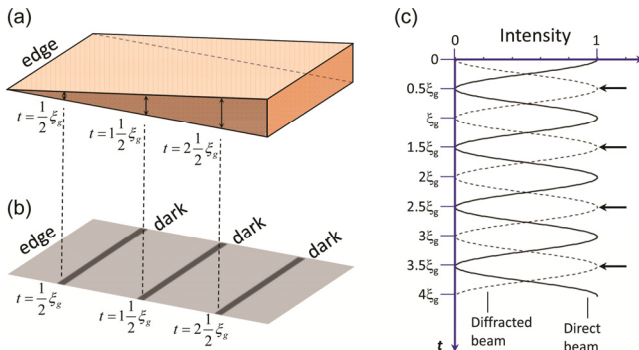 (a)
edge
t = 1/2 ξg
t = 1 1/2 ξg
t = 2 1/2 ξg
(b)
edge
dark
dark
dark
t = 1/2 ξg
t = 1 1/2 ξg
t = 2 1/2 ξg
(c)
Intensity
0 1
0
0.5ξg
ξg
1.5ξg
2ξg
2.5ξg
3ξg
3.5ξg
4ξg
Diffracted beam
Direct beam
t